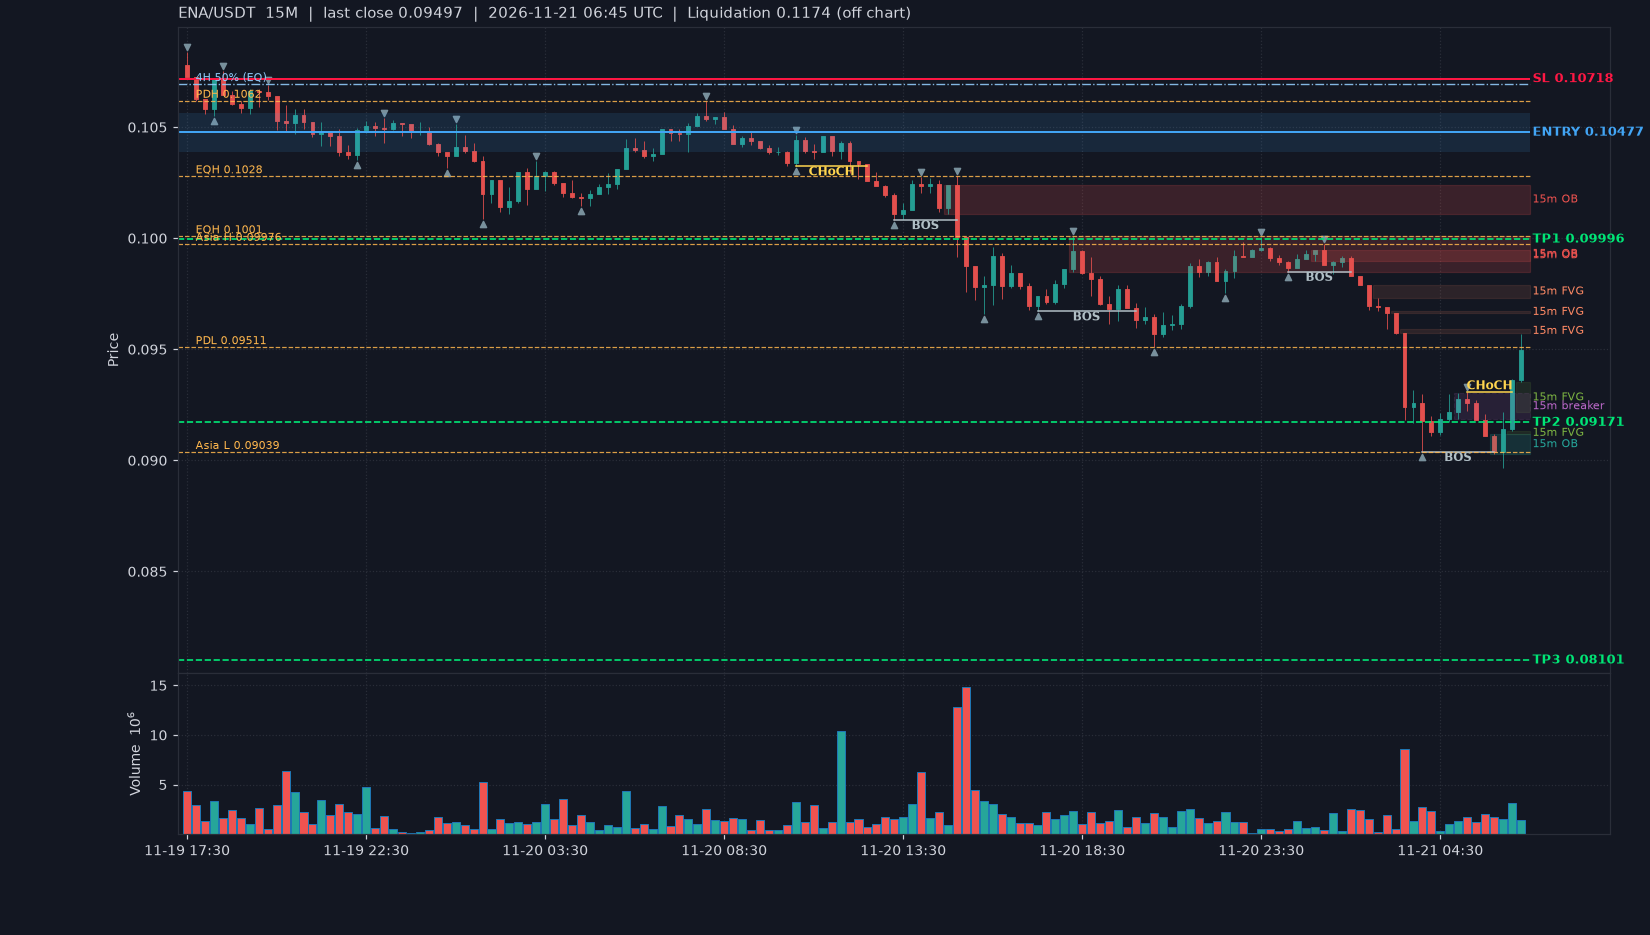 ENA/USDT 15M | last close 0.09497 | 2026-11-21 06:45 UTC | Liquidation 0.1174 (off chart)
4H 50% (EQ)
SL 0.10718
PDH 0.1062
0.105
ENTRY 0.10477
EQH 0.1028
CHoCH
15m OB
BOS
EQH 0.1001
Asia H 0.09976
0.100
TP1 0.09996
15m OB
BOS
15m FVG
15m FVG
BOS
15m FVG
PDL 0.09511
0.095
Price
CHoCH
15m FVG
15m breaker
TP2 0.09171
15m FVG
15m OB
Asia L 0.09039
BOS
0.090
0.085
TP3 0.08101
15
10
5
Volume 10⁶
11-19 17:30 11-19 22:30 11-20 03:30 11-20 08:30 11-20 13:30 11-20 18:30 11-20 23:30 11-21 04:30